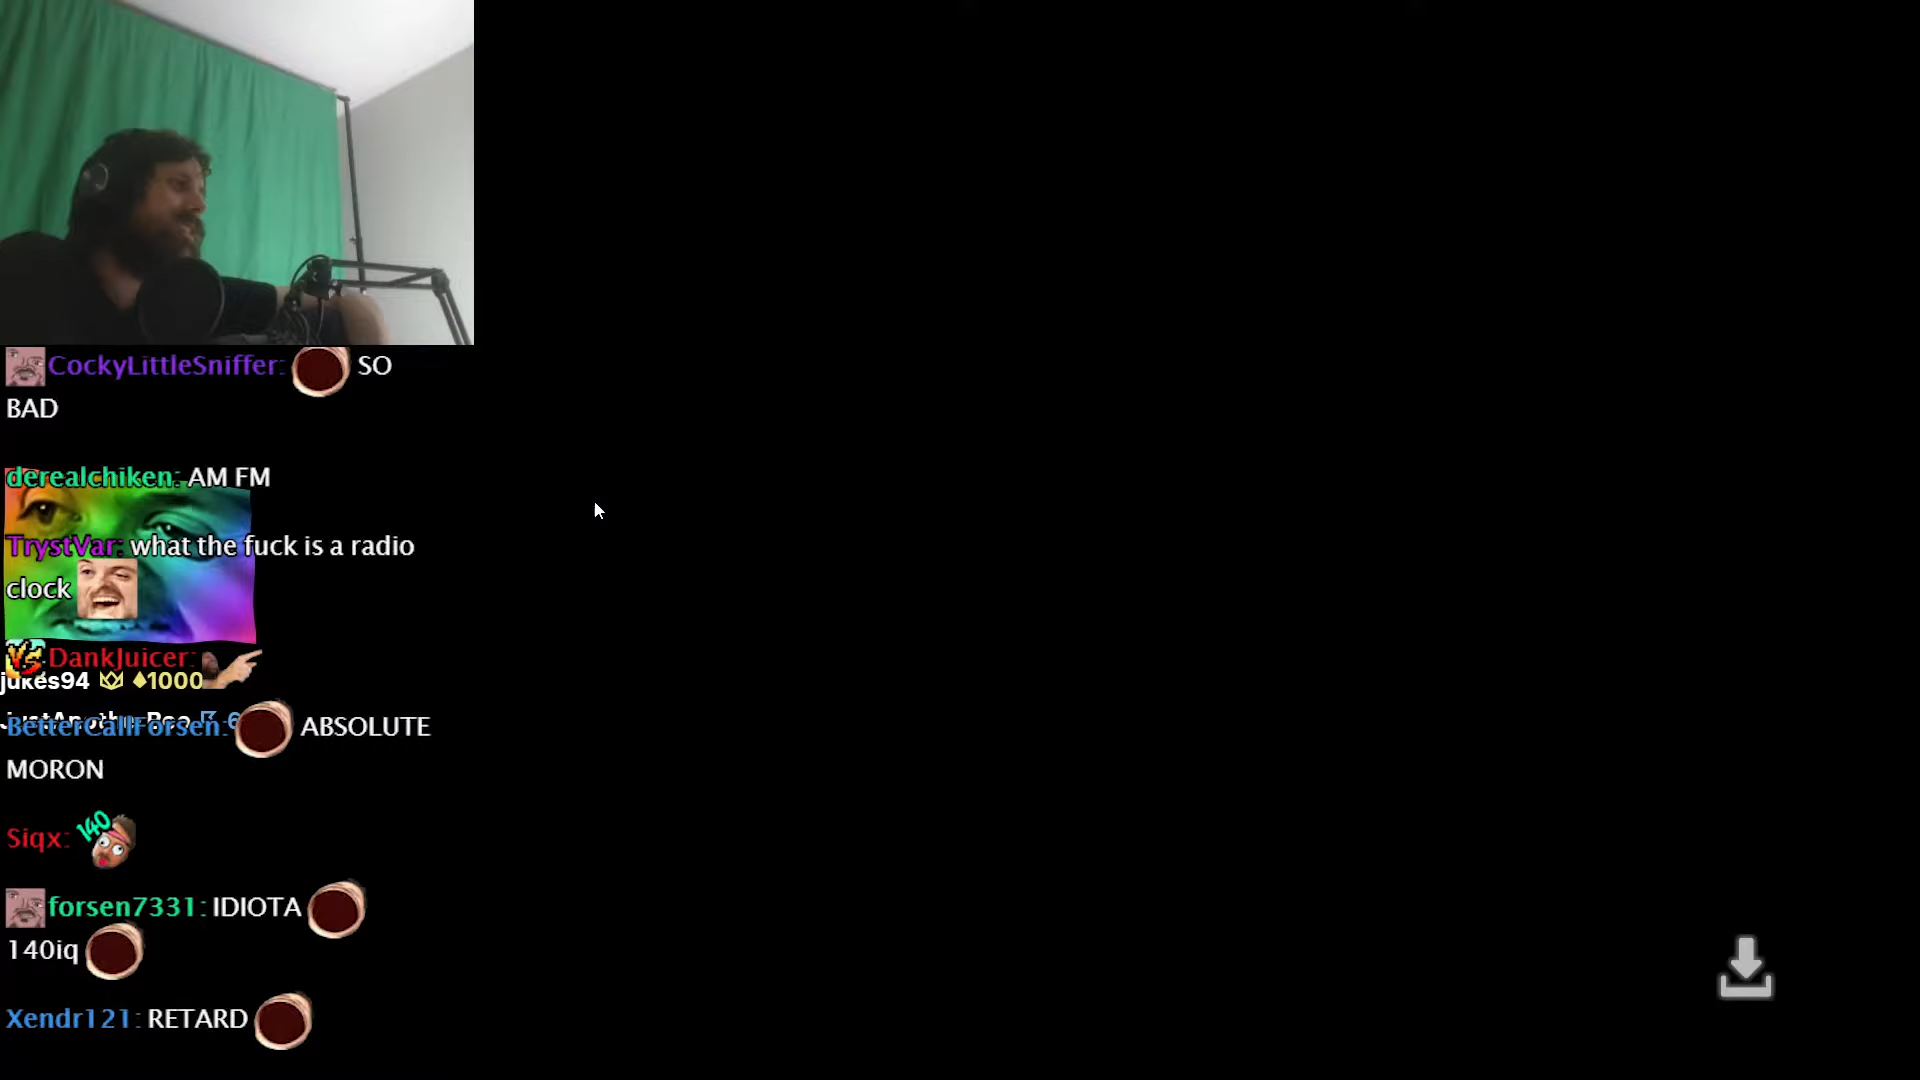 CockyLittleSniffer: SO
BAD
derealchiken: AM FM
TrystVar: what the fuck is a radio
clock
DankJuicer:
jukes94 1000
BetterCallForsen: ABSOLUTE
MORON
Siqx: 140
forsen7331: IDIOTA
140iq
Xendr121: RETARD